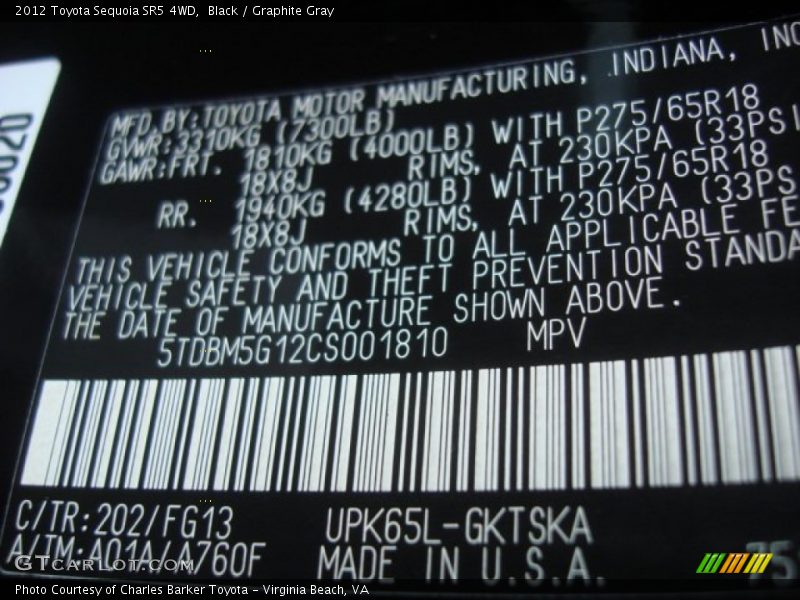 2012 Toyota Sequoia SR5 4WD,  Black / Graphite Gray
MFD.BY:TOYOTA MOTOR MANUFACTURING, INDIANA, INC
GVWR:3310KG (7300LB)
GAWR:FRT. 1810KG (4000LB) WITH P275/65R18
18X8J RIMS, AT 230KPA (33PSI
RR. 1940KG (4280LB) WITH P275/65R18
18X8J RIMS, AT 230KPA (33PS
THIS VEHICLE CONFORMS TO ALL APPLICABLE FE
VEHICLE SAFETY AND THEFT PREVENTION STANDA
THE DATE OF MANUFACTURE SHOWN ABOVE.
5TDBM5G12CS001810 MPV
C/TR:202/FG13 UPK65L-GKTSKA
A/TM:A01A/A760F MADE IN U.S.A.
GTcarlot.com
Photo Courtesy of Charles Barker Toyota – Virginia Beach, VA